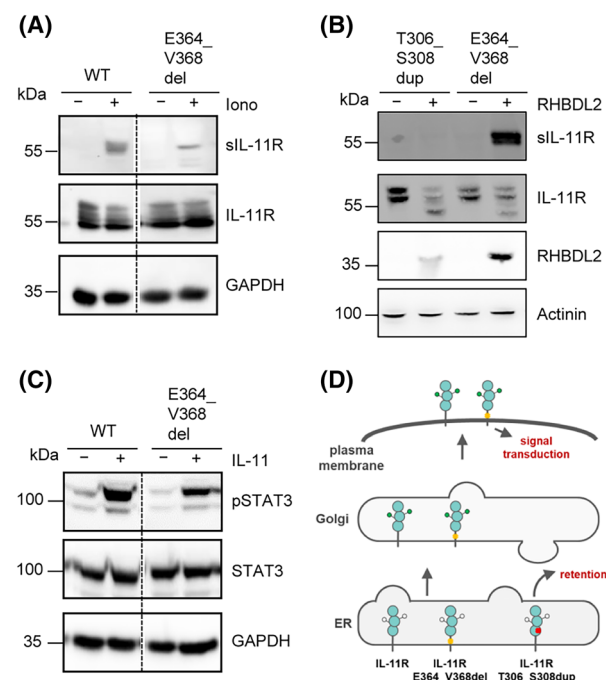 (A)
E364_
V368
del
WT
kDa
− + − + Iono
55 sIL-11R
55 IL-11R
35 GAPDH
(B)
T306_
S308
dup
E364_
V368
del
kDa
− + − + RHBDL2
55 sIL-11R
55 IL-11R
35 RHBDL2
100 Actinin
(C)
E364_
V368
del
WT
kDa
− + − + IL-11
100 pSTAT3
100 STAT3
35 GAPDH
(D)
plasma
membrane
signal
transduction
Golgi
retention
ER
IL-11R IL-11R IL-11R
E364_V368del T306_S308dup